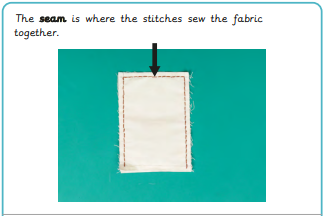 The seam is where the stitches sew the fabric
together.